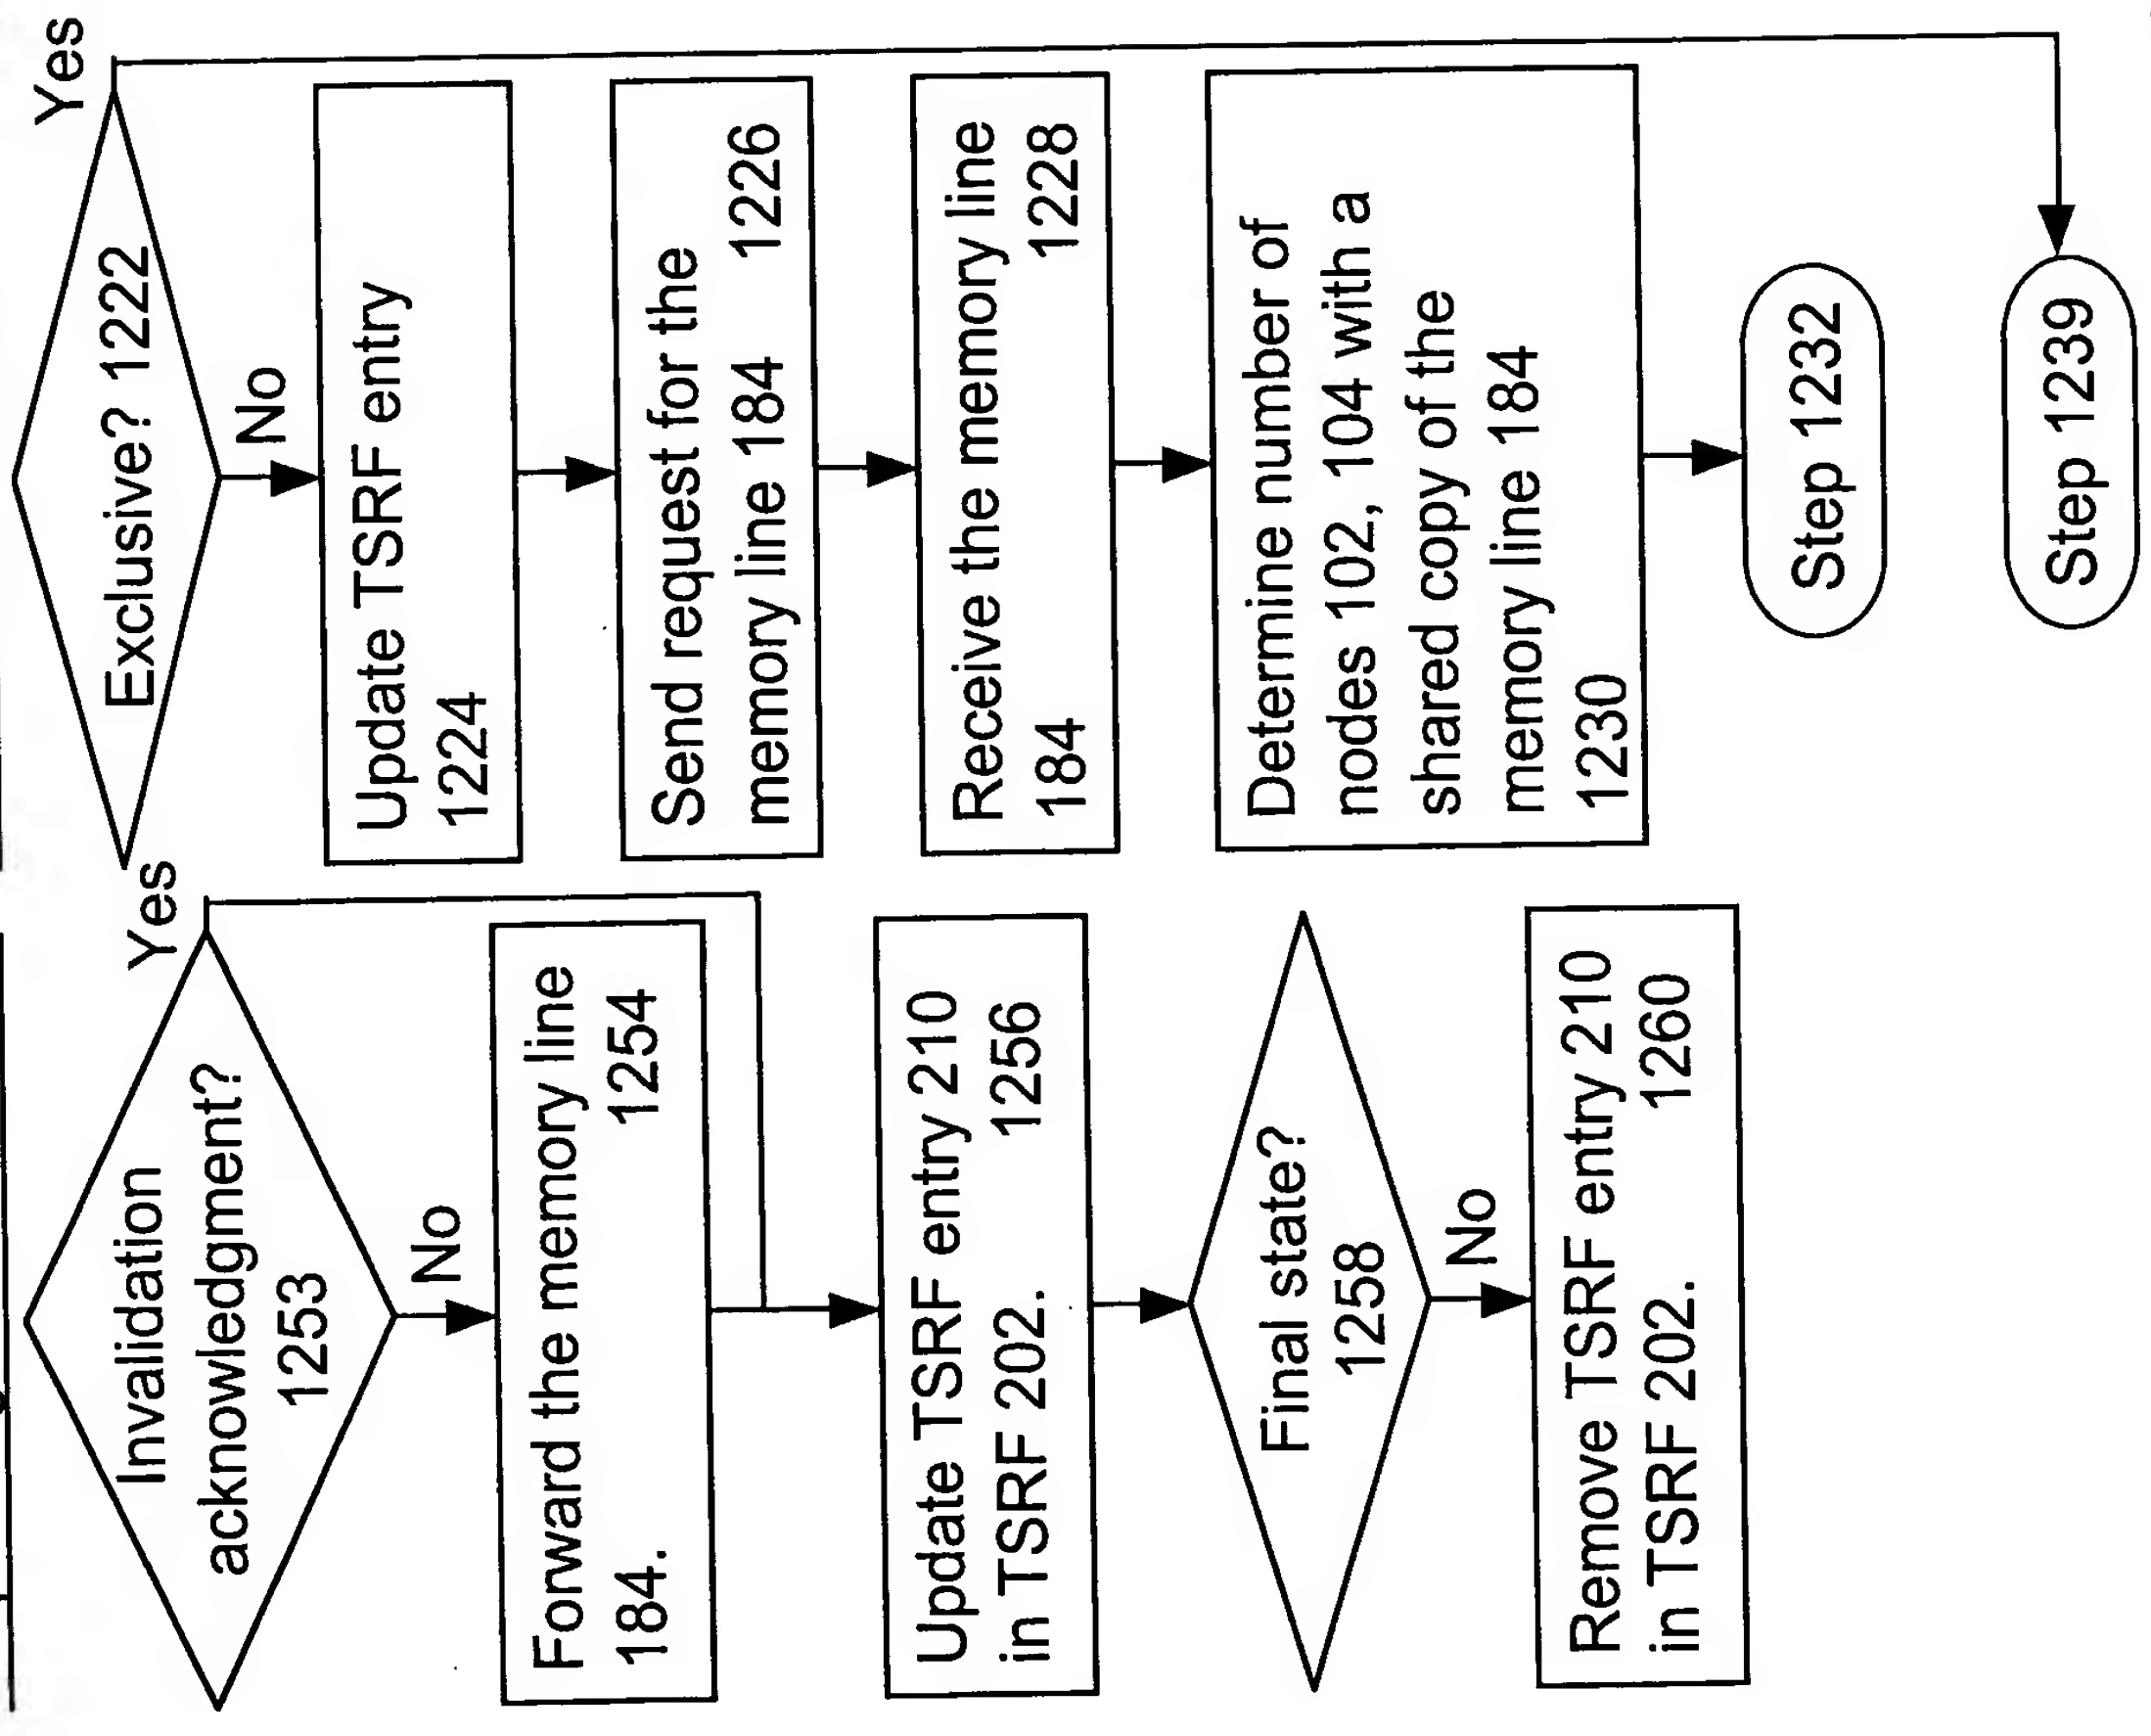 Invalidation
acknowledgment?
1253
Yes
No
Forward the memory line
184. 1254
Update TSRF entry 210
in TSRF 202. 1256
Final state?
1258
No
Remove TSRF entry 210
in TSRF 202. 1260
Exclusive? 1222
Yes
No
Update TSRF entry
1224
Send request for the
memory line 184 1226
Receive the memory line
184 1228
Determine number of
nodes 102, 104 with a
shared copy of the
memory line 184
1230
Step 1232
Step 1239